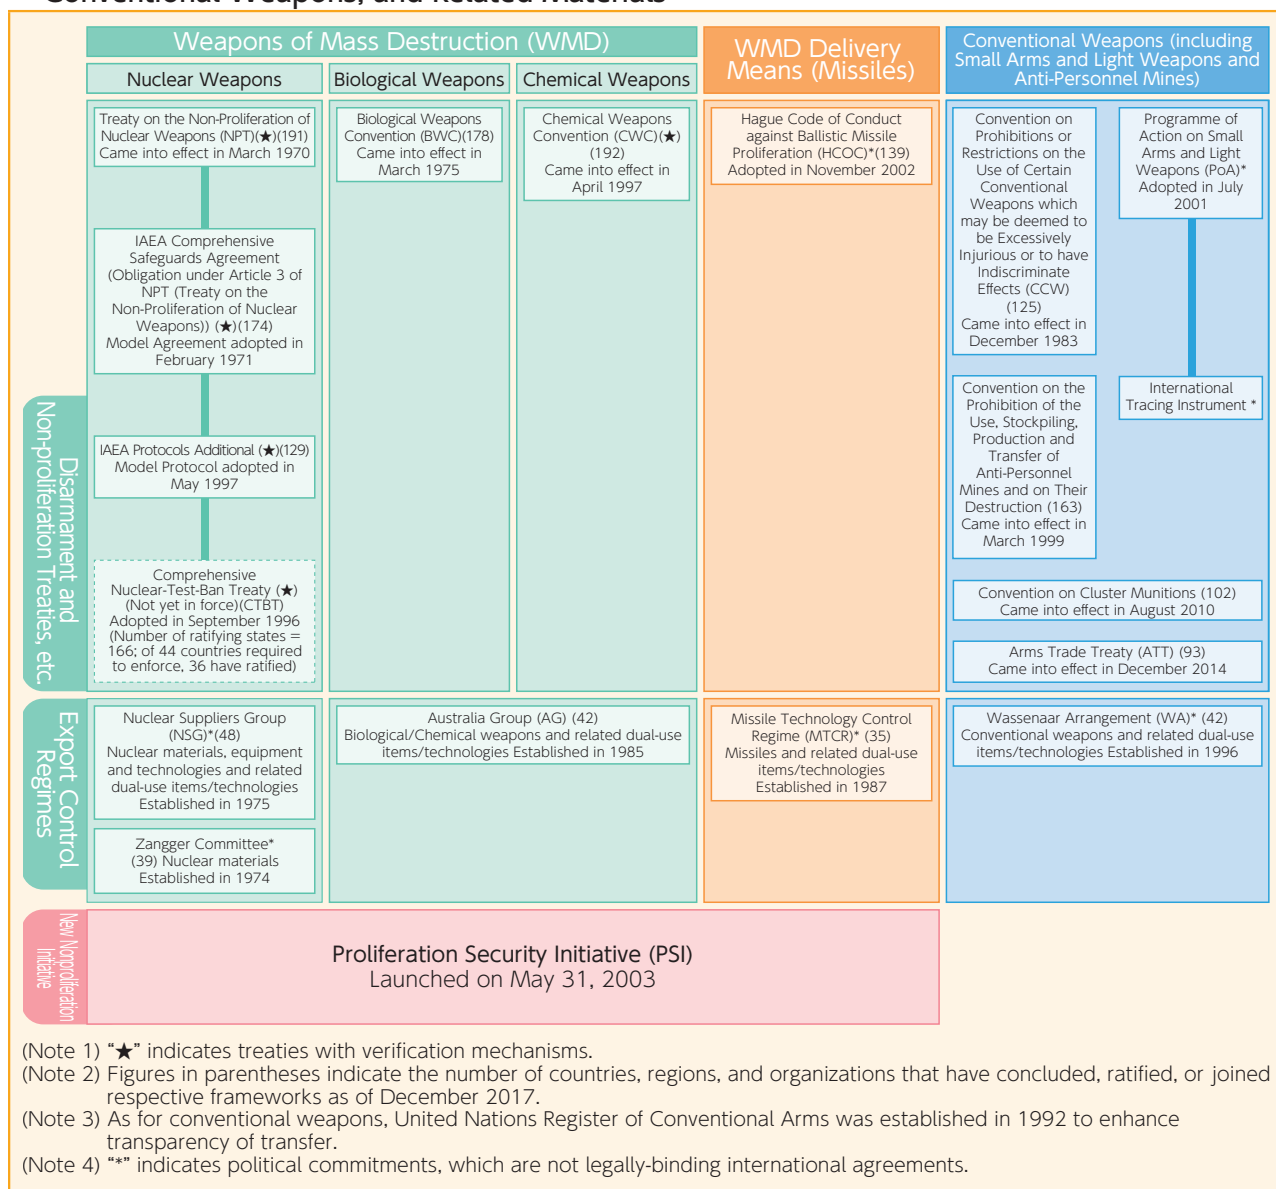 Conventional Weapons, and Related Materials
Weapons of Mass Destruction (WMD)
WMD Delivery
Means (Missiles)
Conventional Weapons (including
Small Arms and Light Weapons and
Anti-Personnel Mines)
Nuclear Weapons
Biological Weapons
Chemical Weapons
Disarmament and
Non-proliferation Treaties, etc.
Treaty on the Non-Proliferation of
Nuclear Weapons (NPT)(★)(191)
Came into effect in March 1970
IAEA Comprehensive
Safeguards Agreement
(Obligation under Article 3 of
NPT (Treaty on the
Non-Proliferation of Nuclear
Weapons)) (★)(174)
Model Agreement adopted in
February 1971
IAEA Protocols Additional (★)(129)
Model Protocol adopted in
May 1997
Comprehensive
Nuclear-Test-Ban Treaty (★)
(Not yet in force)(CTBT)
Adopted in September 1996
(Number of ratifying states =
166; of 44 countries required
to enforce, 36 have ratified)
Biological Weapons
Convention (BWC)(178)
Came into effect in
March 1975
Chemical Weapons
Convention (CWC)(★)
(192)
Came into effect in
April 1997
Hague Code of Conduct
against Ballistic Missile
Proliferation (HCOC)*(139)
Adopted in November 2002
Convention on
Prohibitions or
Restrictions on the
Use of Certain
Conventional
Weapons which
may be deemed to
be Excessively
Injurious or to have
Indiscriminate
Effects (CCW)
(125)
Came into effect in
December 1983
Programme of
Action on Small
Arms and Light
Weapons (PoA)*
Adopted in July
2001
Convention on the
Prohibition of the
Use, Stockpiling,
Production and
Transfer of
Anti-Personnel
Mines and on Their
Destruction (163)
Came into effect in
March 1999
International
Tracing Instrument *
Convention on Cluster Munitions (102)
Came into effect in August 2010
Arms Trade Treaty (ATT) (93)
Came into effect in December 2014
Export Control
Regimes
Nuclear Suppliers Group
(NSG)*(48)
Nuclear materials, equipment
and technologies and related
dual-use items/technologies
Established in 1975
Zangger Committee*
(39) Nuclear materials
Established in 1974
Australia Group (AG) (42)
Biological/Chemical weapons and related dual-use
items/technologies Established in 1985
Missile Technology Control
Regime (MTCR)* (35)
Missiles and related dual-use
items/technologies
Established in 1987
Wassenaar Arrangement (WA)* (42)
Conventional weapons and related dual-use
items/technologies Established in 1996
New Nonproliferation
Initiative
Proliferation Security Initiative (PSI)
Launched on May 31, 2003
(Note 1) “★” indicates treaties with verification mechanisms.
(Note 2) Figures in parentheses indicate the number of countries, regions, and organizations that have concluded, ratified, or joined
respective frameworks as of December 2017.
(Note 3) As for conventional weapons, United Nations Register of Conventional Arms was established in 1992 to enhance
transparency of transfer.
(Note 4) “*” indicates political commitments, which are not legally-binding international agreements.